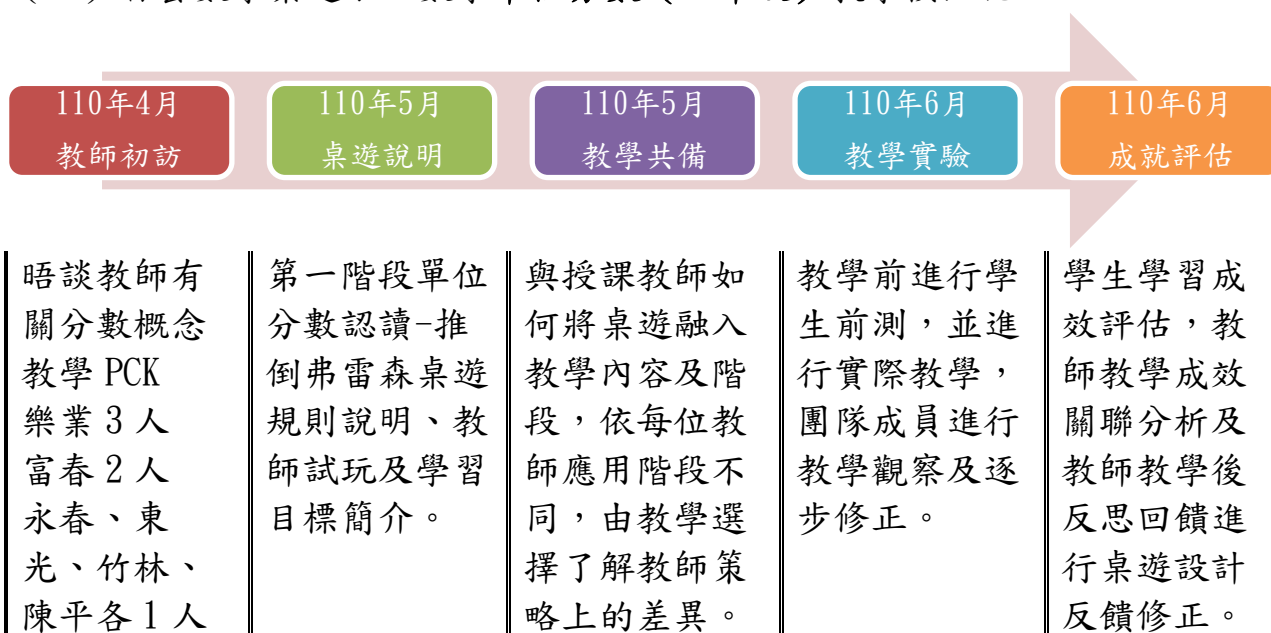 110年4月
教師初訪
110年5月
桌遊說明
110年5月
教學共備
110年6月
教學實驗
110年6月
成就評估
晤談教師有
關分數概念
教學 PCK
樂業 3 人
富春 2 人
永春、東
光、竹林、
陳平各 1 人
第一階段單位
分數認讀-推
倒弗雷森桌遊
規則說明、教
師試玩及學習
目標簡介。
與授課教師如
何將桌遊融入
教學內容及階
段，依每位教
師應用階段不
同，由教學選
擇了解教師策
略上的差異。
教學前進行學
生前測，並進
行實際教學，
團隊成員進行
教學觀察及逐
步修正。
學生學習成
效評估，教
師教學成效
關聯分析及
教師教學後
反思回饋進
行桌遊設計
反饋修正。